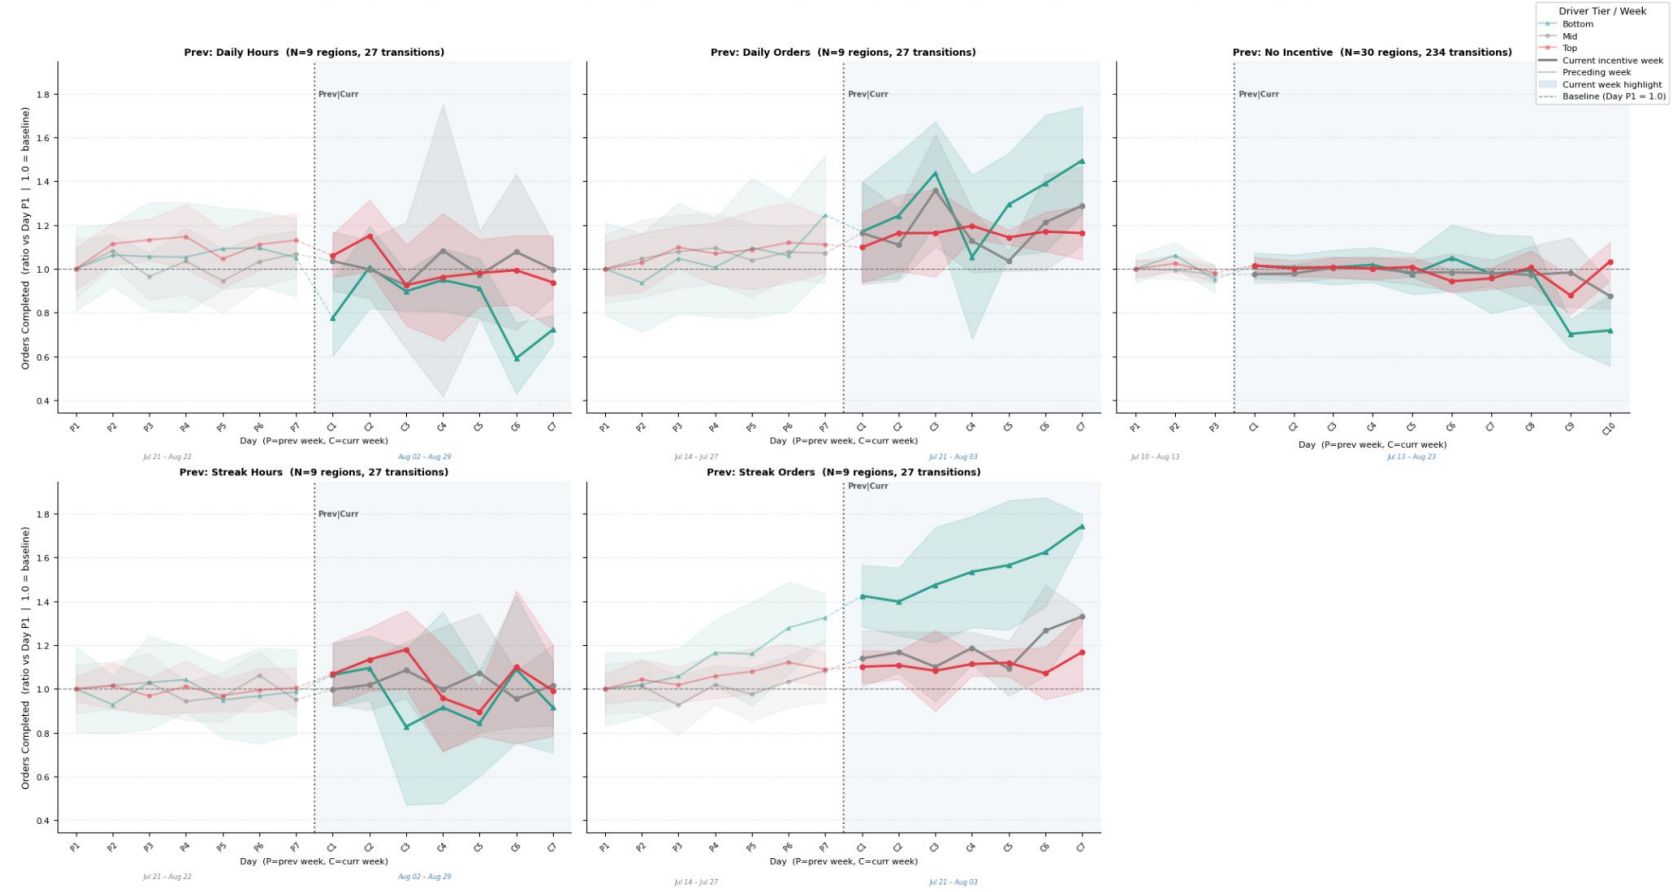 Driver Tier / Week
Bottom
Mid
Top
Current incentive week
Preceding week
Current week highlight
Baseline (Day P1 = 1.0)
Prev: Daily Hours (N=9 regions, 27 transitions)
Prev|Curr
Orders Completed (ratio vs Day P1 | 1.0 = baseline)
1.8
1.6
1.4
1.2
1.0
0.8
0.6
0.4
P1 P2 P3 P4 P5 P6 P7 C1 C2 C3 C4 C5 C6 C7
Day (P=prev week, C=curr week)
Jul 21 – Aug 22 Aug 02 – Aug 29
Prev: Daily Orders (N=9 regions, 27 transitions)
Prev|Curr
P1 P2 P3 P4 P5 P6 P7 C1 C2 C3 C4 C5 C6 C7
Day (P=prev week, C=curr week)
Jul 14 – Jul 27 Jul 21 – Aug 03
Prev: No Incentive (N=30 regions, 234 transitions)
Prev|Curr
P1 P2 P3 C1 C2 C3 C4 C5 C6 C7 C8 C9 C10
Day (P=prev week, C=curr week)
Jul 10 – Aug 13 Jul 13 – Aug 23
Prev: Streak Hours (N=9 regions, 27 transitions)
Prev|Curr
Orders Completed (ratio vs Day P1 | 1.0 = baseline)
1.8
1.6
1.4
1.2
1.0
0.8
0.6
0.4
P1 P2 P3 P4 P5 P6 P7 C1 C2 C3 C4 C5 C6 C7
Day (P=prev week, C=curr week)
Jul 21 – Aug 22 Aug 02 – Aug 29
Prev: Streak Orders (N=9 regions, 27 transitions)
Prev|Curr
P1 P2 P3 P4 P5 P6 P7 C1 C2 C3 C4 C5 C6 C7
Day (P=prev week, C=curr week)
Jul 14 – Jul 27 Jul 21 – Aug 03